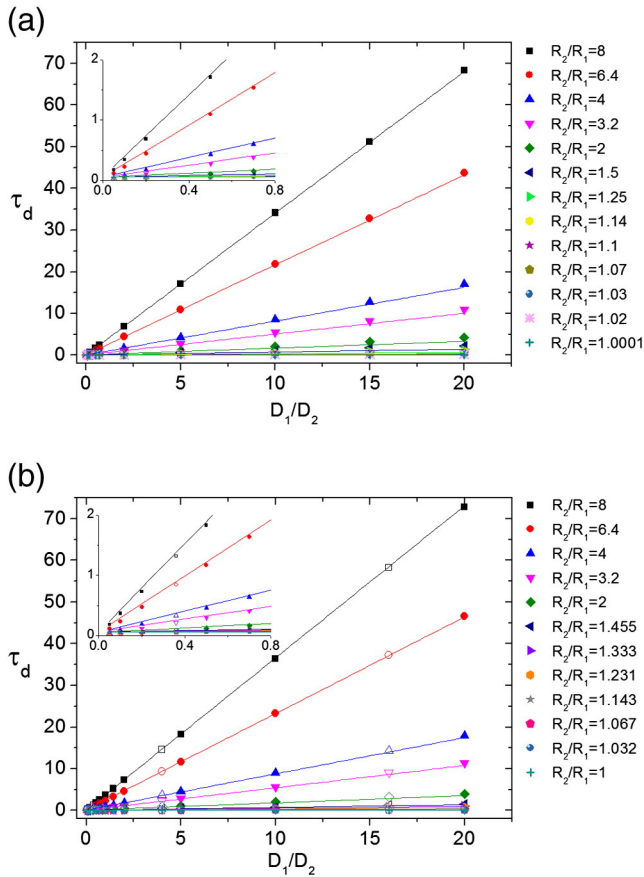 (a)
70
60
50
40
30
20
10
0
τd
0
5
10
15
20
D1/D2
2
1
0
0.0
0.4
0.8
R2/R1=8
R2/R1=6.4
R2/R1=4
R2/R1=3.2
R2/R1=2
R2/R1=1.5
R2/R1=1.25
R2/R1=1.14
R2/R1=1.1
R2/R1=1.07
R2/R1=1.03
R2/R1=1.02
R2/R1=1.0001
(b)
70
60
50
40
30
20
10
0
τd
0
5
10
15
20
D1/D2
2
1
0
0.0
0.4
0.8
R2/R1=8
R2/R1=6.4
R2/R1=4
R2/R1=3.2
R2/R1=2
R2/R1=1.455
R2/R1=1.333
R2/R1=1.231
R2/R1=1.143
R2/R1=1.067
R2/R1=1.032
R2/R1=1